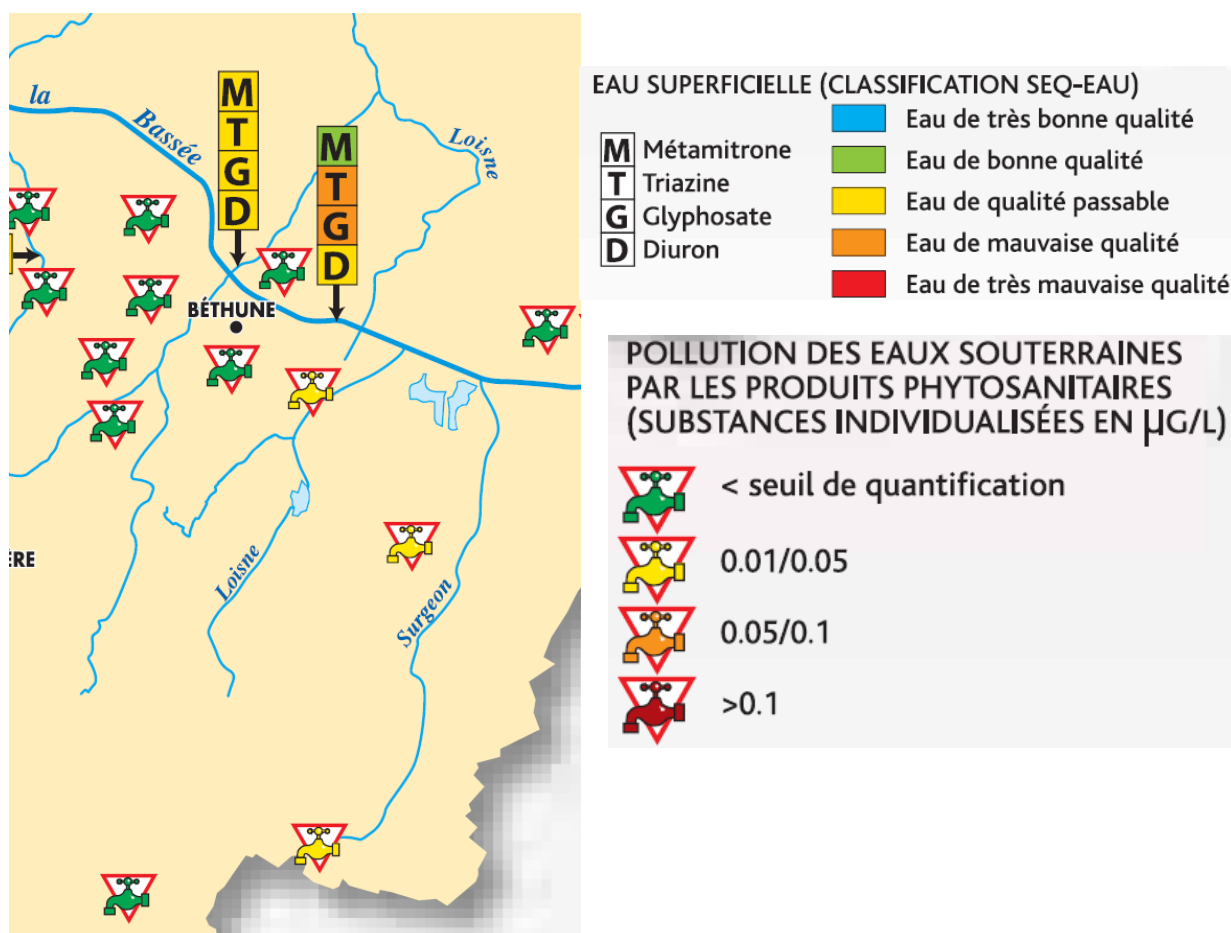 la
Bassée
Loisne
M
T
G
D
M
T
G
D
BÉTHUNE
ÈRE
Loisne
Surgeon
EAU SUPERFICIELLE (CLASSIFICATION SEQ-EAU)
M Métamitrone
T Triazine
G Glyphosate
D Diuron
Eau de très bonne qualité
Eau de bonne qualité
Eau de qualité passable
Eau de mauvaise qualité
Eau de très mauvaise qualité
POLLUTION DES EAUX SOUTERRAINES
PAR LES PRODUITS PHYTOSANITAIRES
(SUBSTANCES INDIVIDUALISÉES EN µG/L)
< seuil de quantification
0.01/0.05
0.05/0.1
>0.1